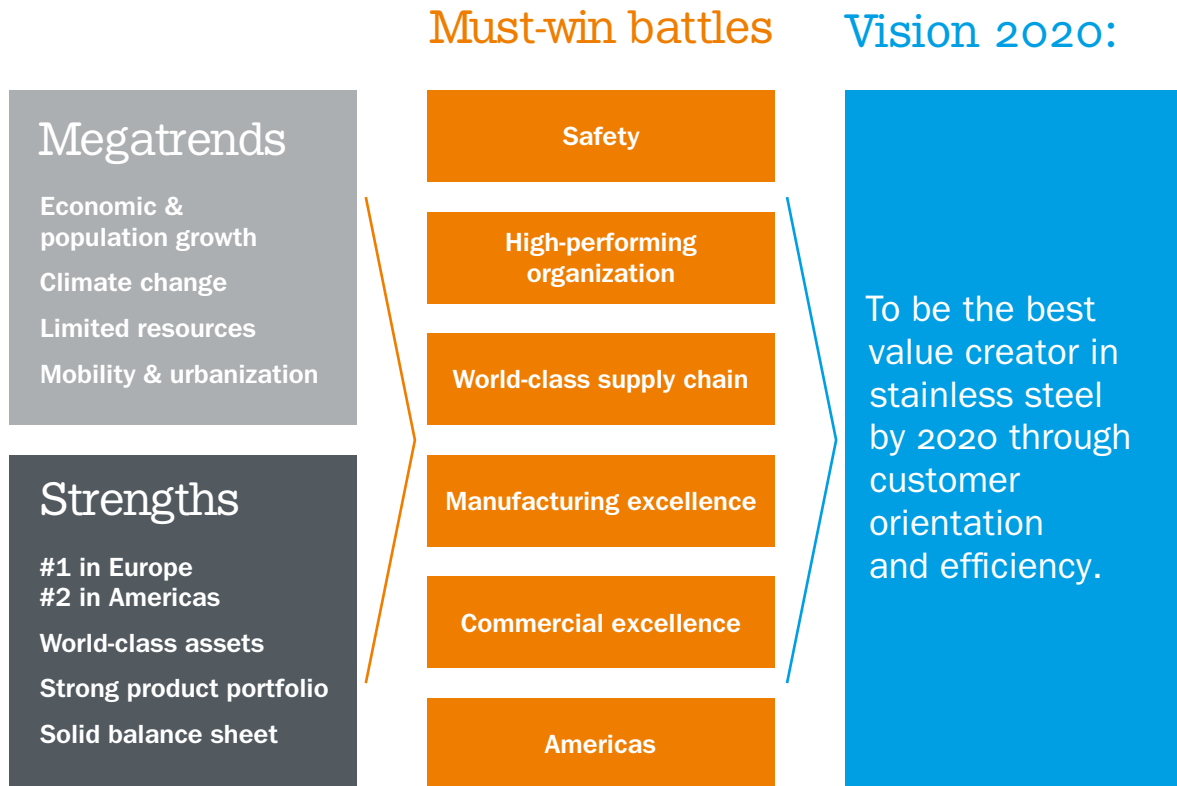 Must-win battles
Vision 2020:
Megatrends
Economic &
population growth
Climate change
Limited resources
Mobility & urbanization
Strengths
#1 in Europe
#2 in Americas
World-class assets
Strong product portfolio
Solid balance sheet
Safety
High-performing
organization
World-class supply chain
Manufacturing excellence
Commercial excellence
Americas
To be the best
value creator in
stainless steel
by 2020 through
customer
orientation
and efficiency.